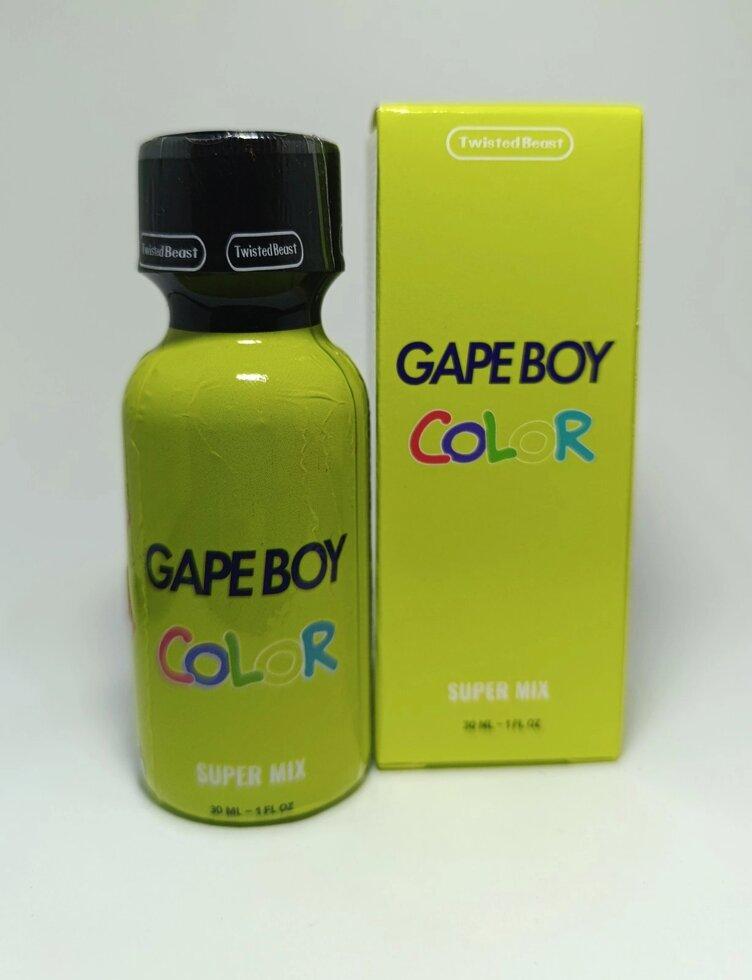 TwistedBeast
TwistedBeast
GAPE BOY
COLOR
SUPER MIX
30 ML - 1 FL OZ
TwistedBeast
GAPE BOY
COLOR
SUPER MIX
30 ML - 1 FL OZ